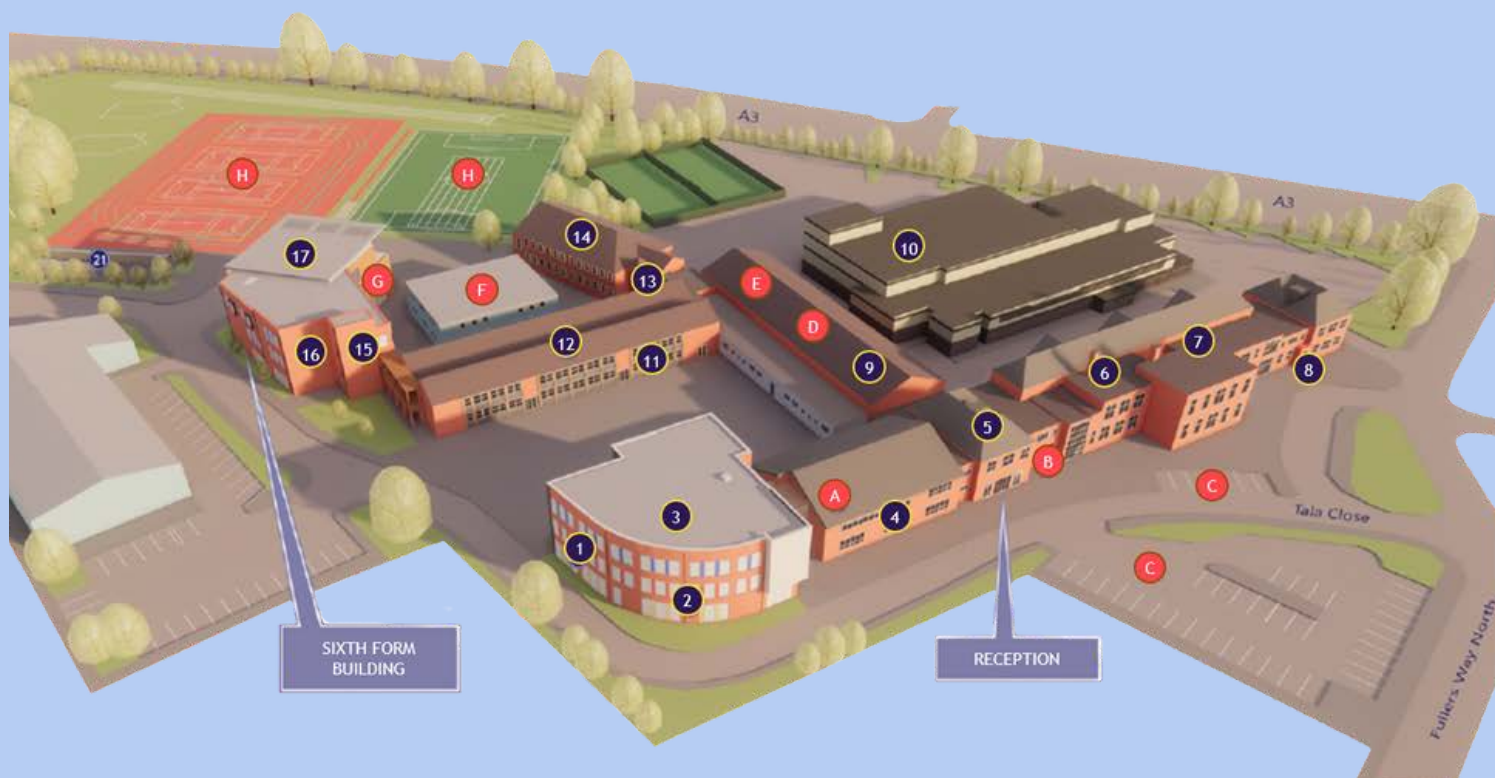 A3
H
H
A3
14
10
21
17
13
G
F
E
D
12
11
7
16
15
9
6
8
5
B
A
C
3
4
Tala Close
1
C
2
SIXTH FORM
BUILDING
RECEPTION
Fullers Way North